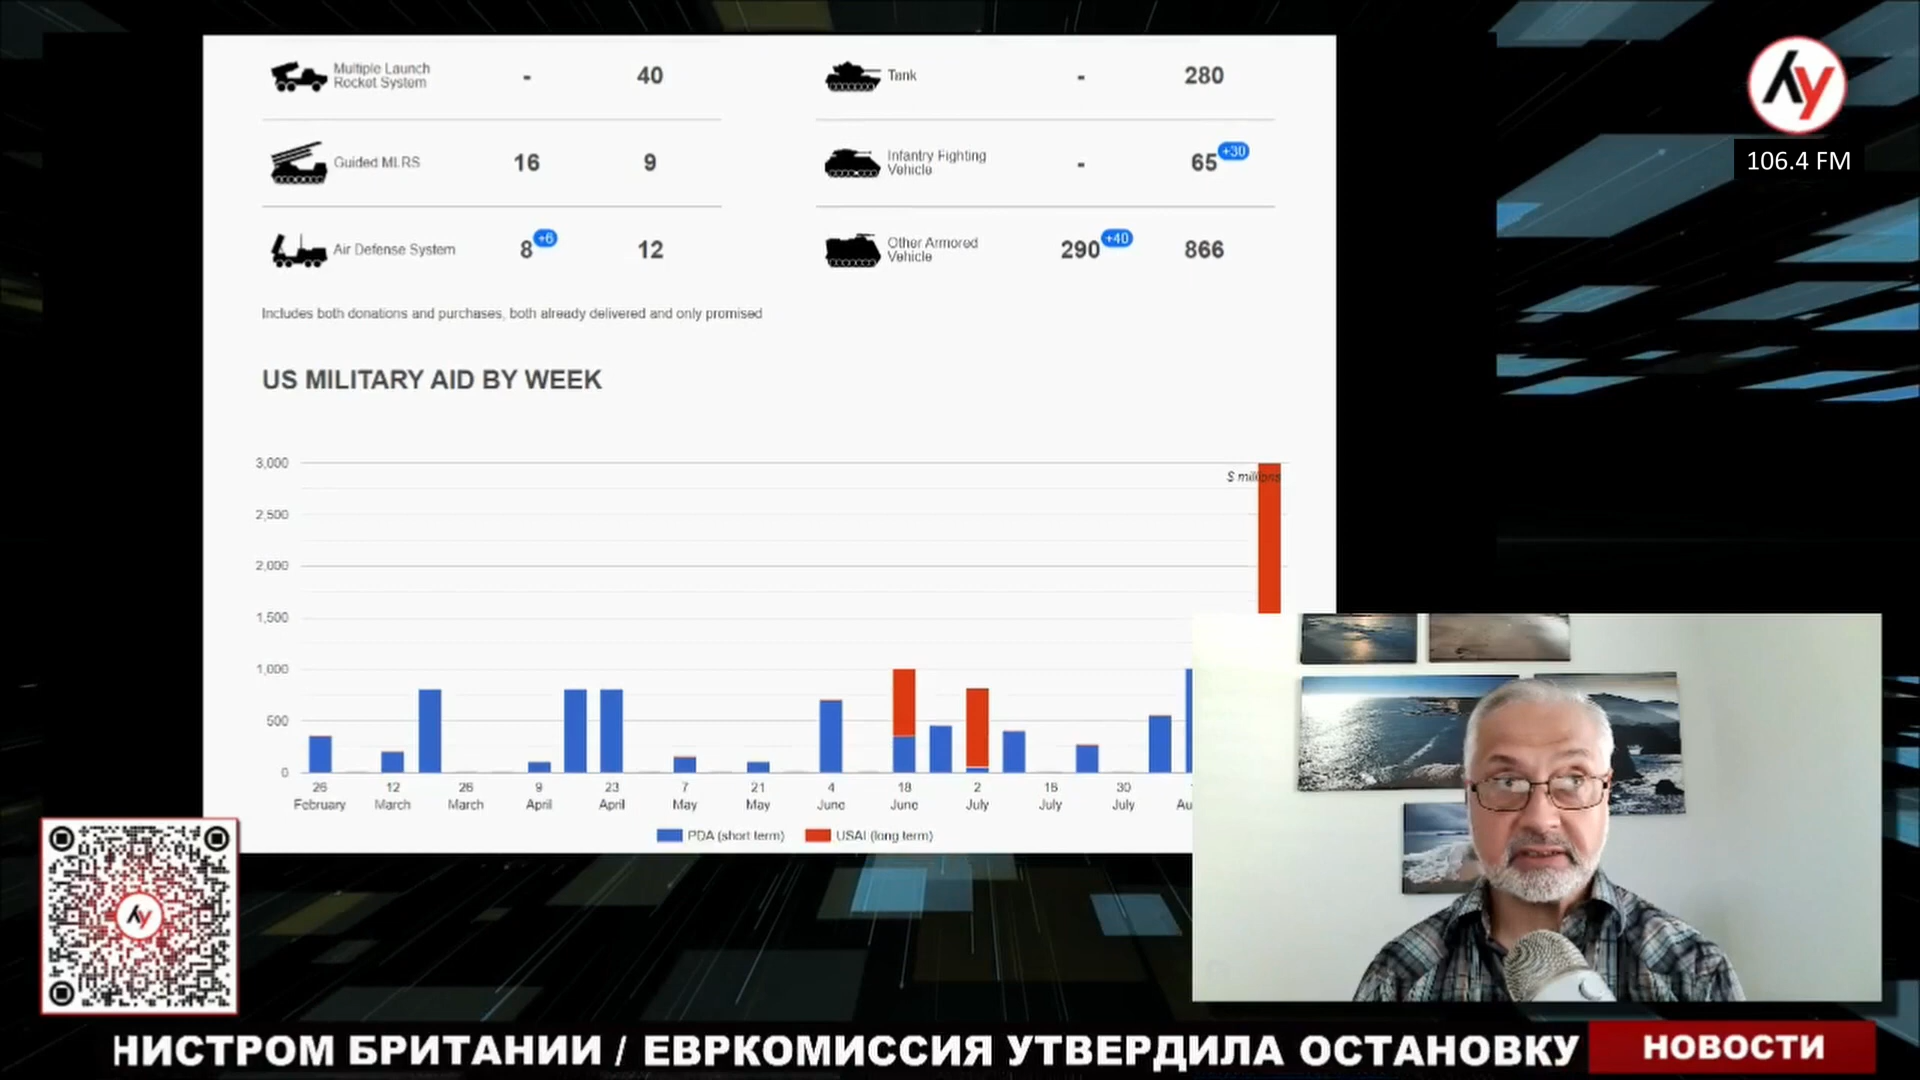 Multiple Launch
Rocket System
-
40
Tank
-
280
Guided MLRS
16
9
Infantry Fighting
Vehicle
-
65
+30
Air Defense System
8
+6
12
Other Armored
Vehicle
290
+40
866
Includes both donations and purchases, both already delivered and only promised
US MILITARY AID BY WEEK
$ millions
3,000
2,500
2,000
1,500
1,000
500
0
26
February
12
March
26
March
9
April
23
April
7
May
21
May
4
June
18
June
2
July
16
July
30
July
PDA (short term)
USAI (long term)
106.4 FM
НИСТРОМ БРИТАНИИ / ЕВРКОМИССИЯ УТВЕРДИЛА ОСТАНОВКУ
НОВОСТИ